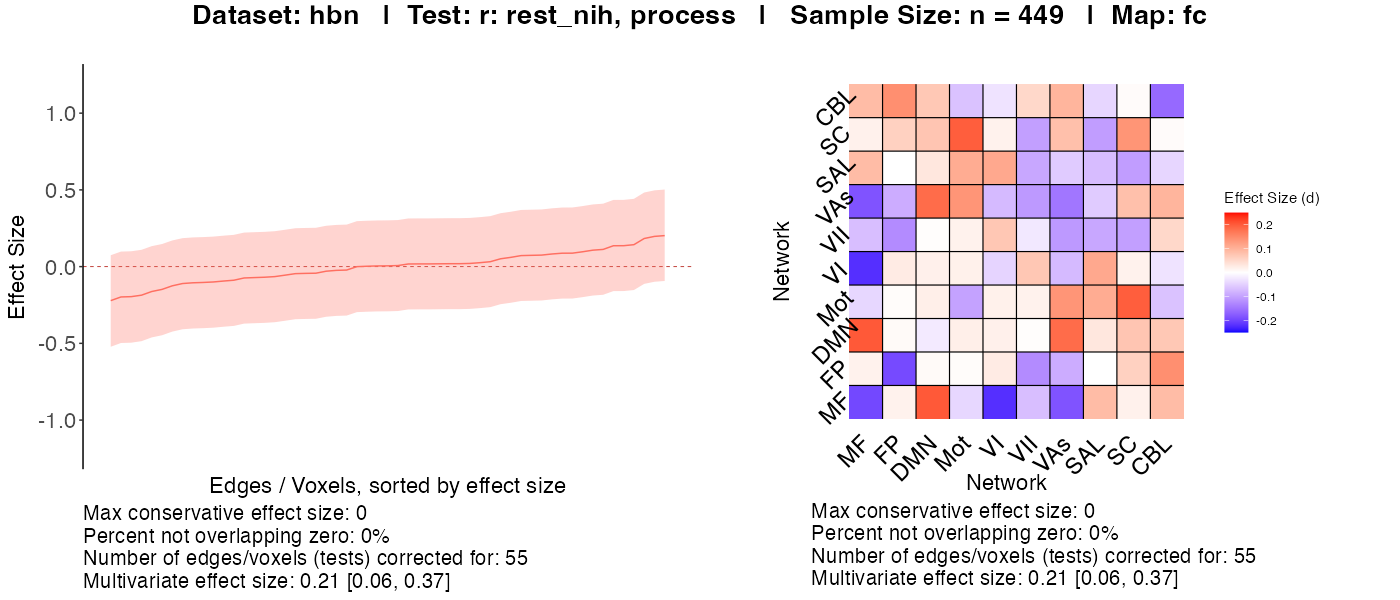 Dataset: hbn | Test: r: rest_nih, process | Sample Size: n = 449 | Map: fc
Effect Size
1.0
0.5
0.0
-0.5
-1.0
Edges / Voxels, sorted by effect size
Max conservative effect size: 0
Percent not overlapping zero: 0%
Number of edges/voxels (tests) corrected for: 55
Multivariate effect size: 0.21 [0.06, 0.37]
Network
CBL
SC
SAL
VAs
VII
VI
Mot
DMN
FP
MF
MF FP DMN Mot VI VII VAs SAL SC CBL
Network
Effect Size (d)
0.2
0.1
0.0
-0.1
-0.2
Max conservative effect size: 0
Percent not overlapping zero: 0%
Number of edges/voxels (tests) corrected for: 55
Multivariate effect size: 0.21 [0.06, 0.37]